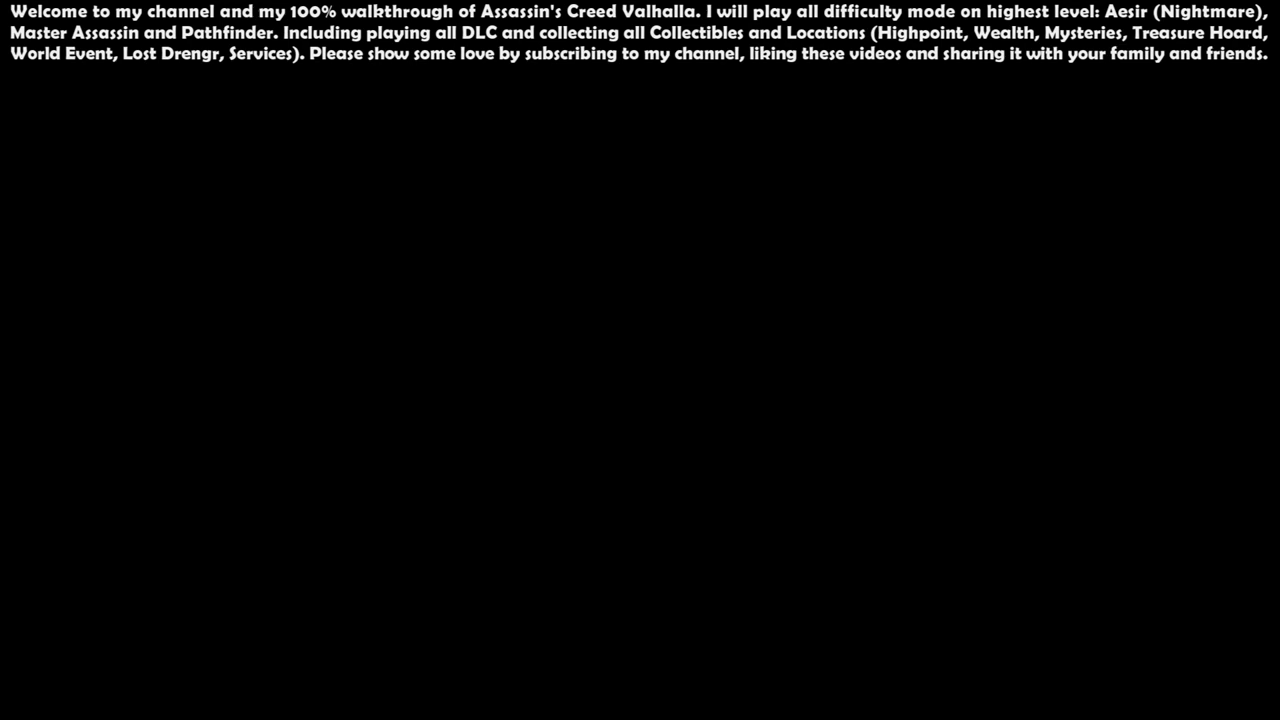 Welcome to my channel and my 100% walkthrough of Assassin's Creed Valhalla. I will play all difficulty mode on highest level: Aesir (Nightmare),
Master Assassin and Pathfinder. Including playing all DLC and collecting all Collectibles and Locations (Highpoint, Wealth, Mysteries, Treasure Hoard,
World Event, Lost Drengr, Services). Please show some love by subscribing to my channel, liking these videos and sharing it with your family and friends.